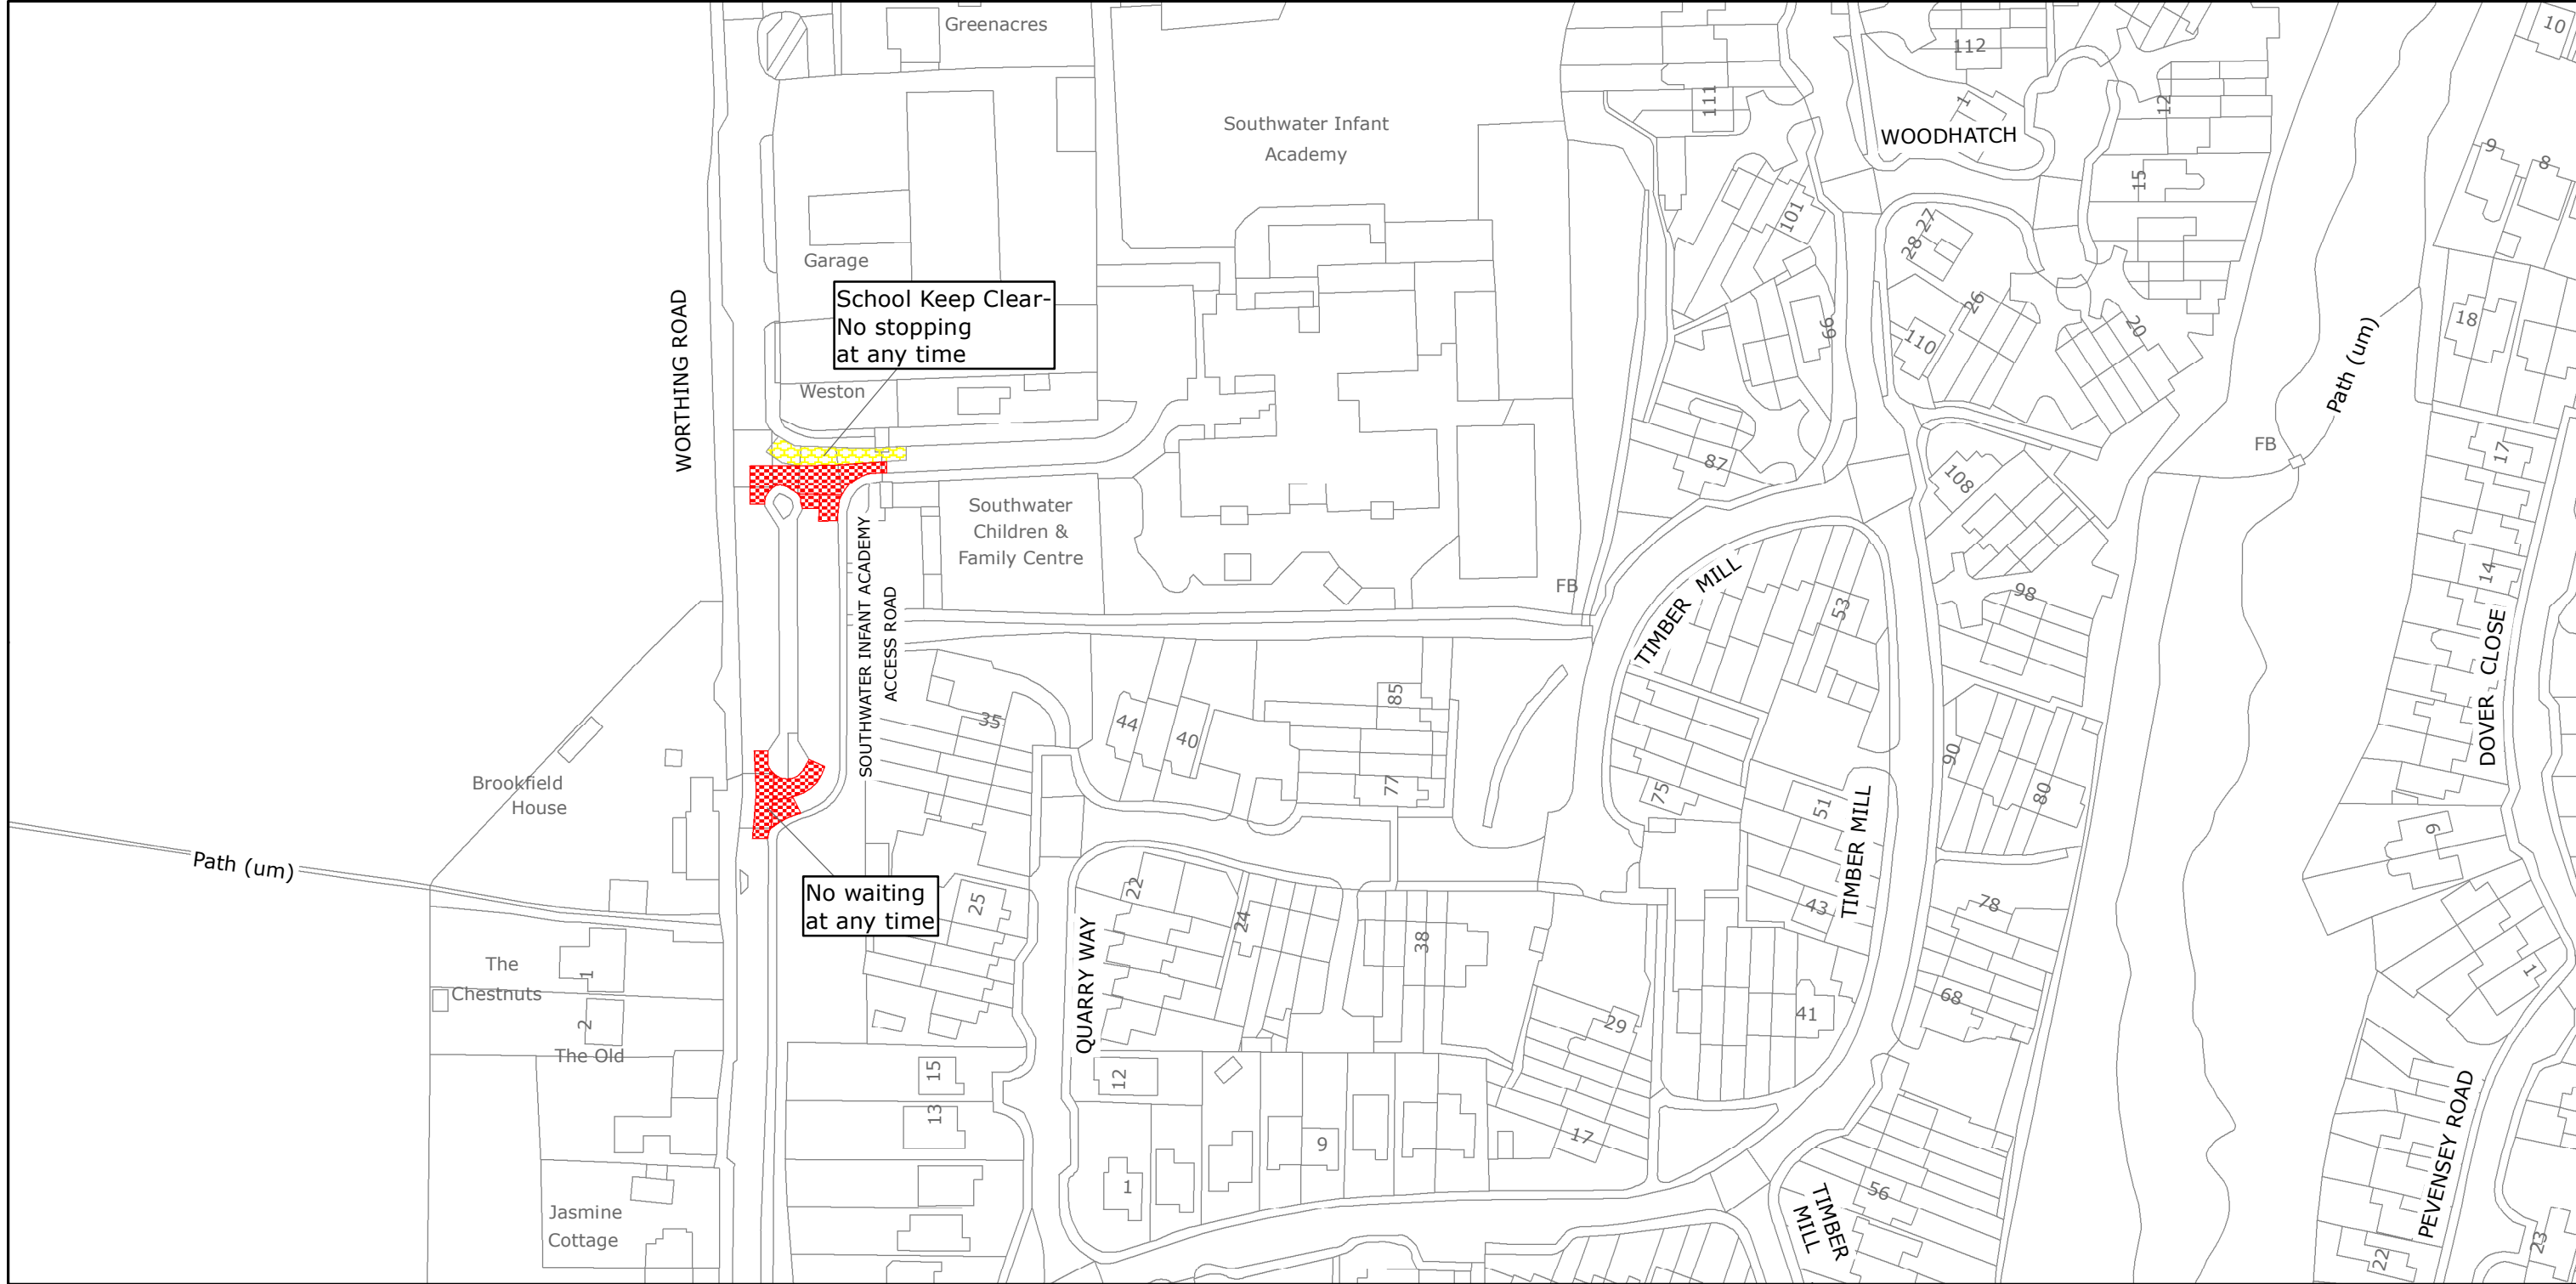 Greenacres
112
10
111
1
12
Southwater Infant
Academy
WOODHATCH
9
8
15
101
27
28
Garage
School Keep Clear-
No stopping
at any time
WORTHING ROAD
26
99
110
20
18
Path (um)
Weston
FB
17
87
108
Southwater
Children &
Family Centre
SOUTHWATER INFANT ACADEMY
ACCESS ROAD
FB
TIMBER MILL
53
98
14
DOVER CLOSE
35
44
40
85
77
75
51
90
80
Brookfield
House
Path (um)
No waiting
at any time
25
22
24
38
43
TIMBER MILL
78
9
1
The
Chestnuts
1
2
The Old
QUARRY WAY
68
29
41
15
13
12
9
1
17
56
TIMBER
MILL
PEVENSEY ROAD
Jasmine
Cottage
22
23